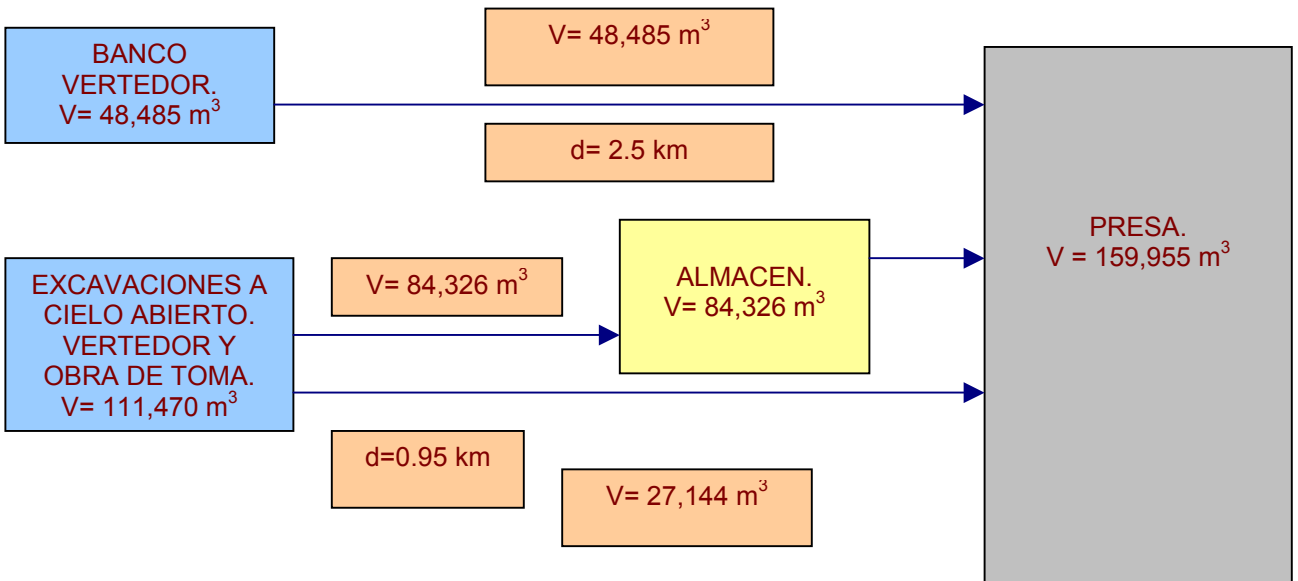 BANCO
VERTEDOR.
V= 48,485 m³
V= 48,485 m³
d= 2.5 km
EXCAVACIONES A
CIELO ABIERTO.
VERTEDOR Y
OBRA DE TOMA.
V= 111,470 m³
V= 84,326 m³
ALMACEN.
V= 84,326 m³
d=0.95 km
V= 27,144 m³
PRESA.
V = 159,955 m³